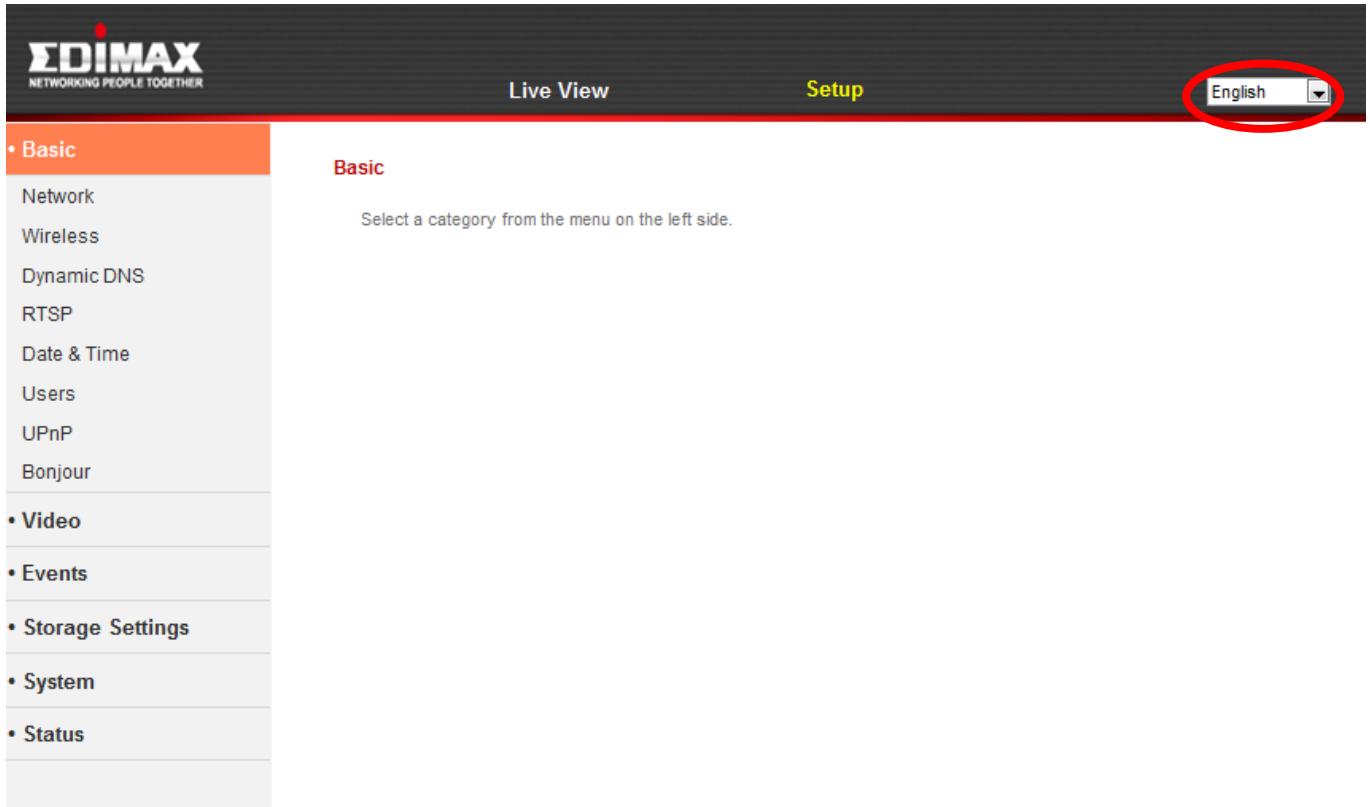 EDIMAX
NETWORKING PEOPLE TOGETHER
Live View
Setup
English
• Basic
Network
Wireless
Dynamic DNS
RTSP
Date & Time
Users
UPnP
Bonjour
• Video
• Events
• Storage Settings
• System
• Status
Basic
Select a category from the menu on the left side.